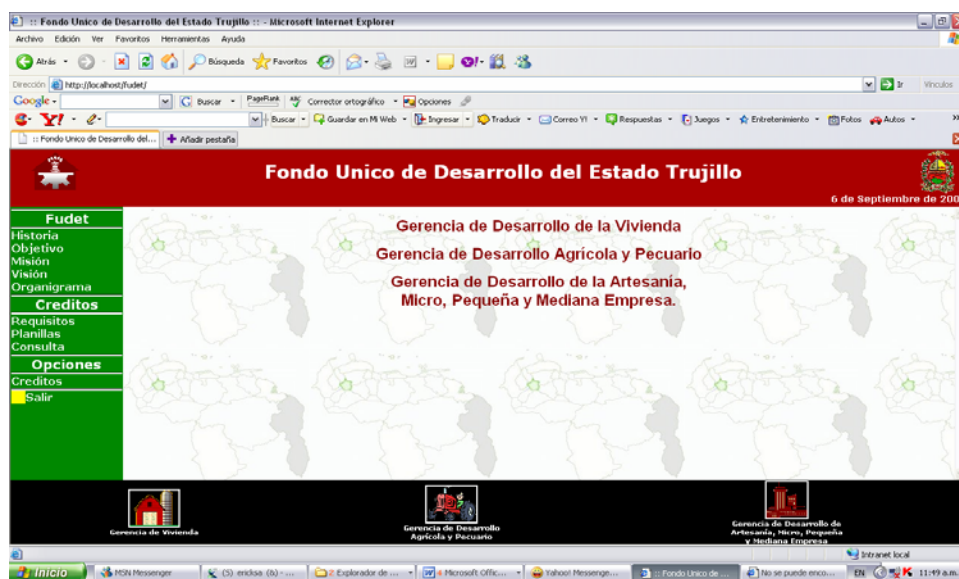 :: Fondo Unico de Desarrollo del Estado Trujillo :: - Microsoft Internet Explorer
Archivo Edición Ver Favoritos Herramientas Ayuda
Atrás Búsqueda Favoritos
Dirección http://localhost/fudet/ Ir Vínculos
Google Buscar PageRank Corrector ortográfico Opciones
Y! Buscar Guardar en Mi Web Ingresar Traducir Correo Y! Respuestas Juegos Entretenimiento Fotos Autos
:: Fondo Unico de Desarrollo del... Añadir pestaña
Fondo Unico de Desarrollo del Estado Trujillo
6 de Septiembre de 200
Fudet
Historia
Objetivo
Misión
Visión
Organigrama
Creditos
Requisitos
Planillas
Consulta
Opciones
Creditos
Salir
Gerencia de Desarrollo de la Vivienda
Gerencia de Desarrollo Agrícola y Pecuario
Gerencia de Desarrollo de la Artesanía,
Micro, Pequeña y Mediana Empresa.
Gerencia de Vivienda
Gerencia de Desarrollo
Agrícola y Pecuario
Gerencia de Desarrollo de
Artesanía, Micro, Pequeña
y Mediana Empresa
Intranet local
Inicio MSN Messenger (5) endisa (6) - ... 2 Explorador de ... 4 Microsoft Offic... Yahoo! Messenge... :: Fondo Unico de ... No se puede enco... EN 11:49 a.m.